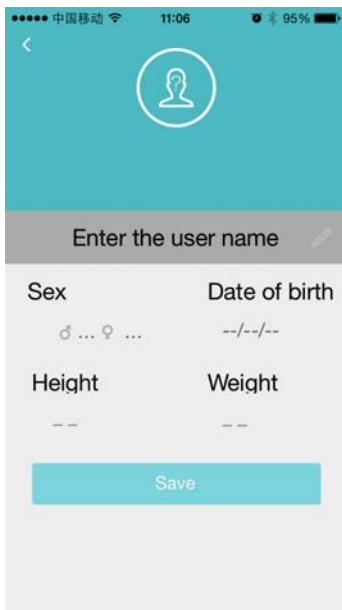 中国移动 11:06 95%
?
Enter the user name
Sex Date of birth
♂ ... ♀ ... --/--/--
Height Weight
-- --
Save